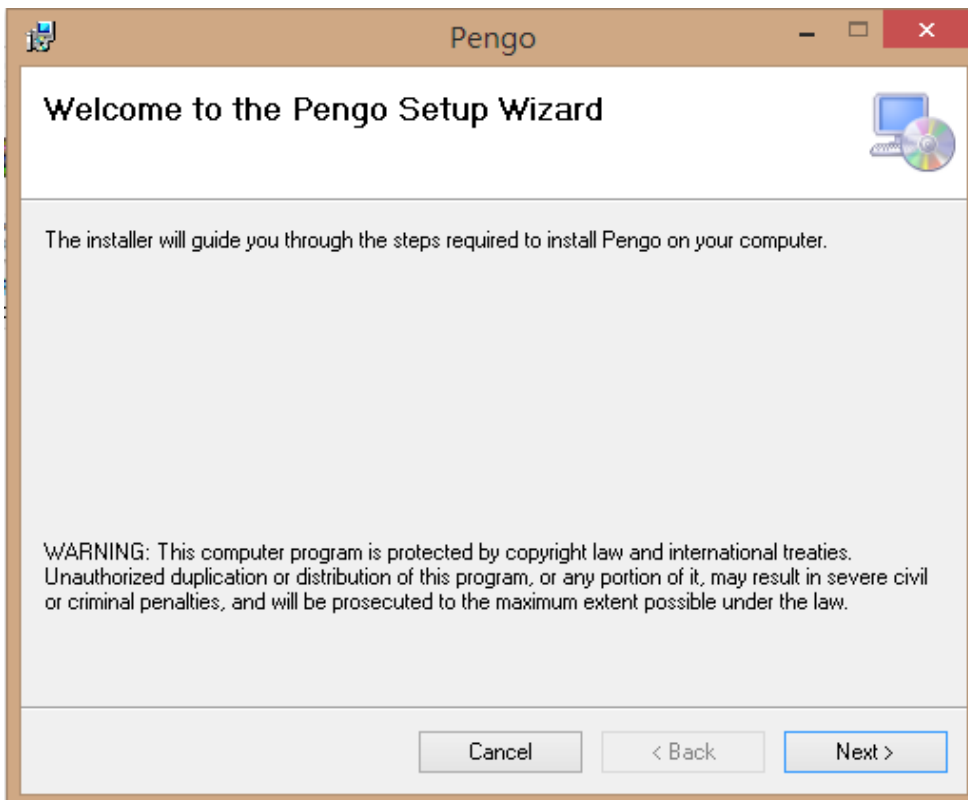 Pengo
Welcome to the Pengo Setup Wizard
The installer will guide you through the steps required to install Pengo on your computer.
WARNING: This computer program is protected by copyright law and international treaties.
Unauthorized duplication or distribution of this program, or any portion of it, may result in severe civil
or criminal penalties, and will be prosecuted to the maximum extent possible under the law.
Cancel < Back Next >